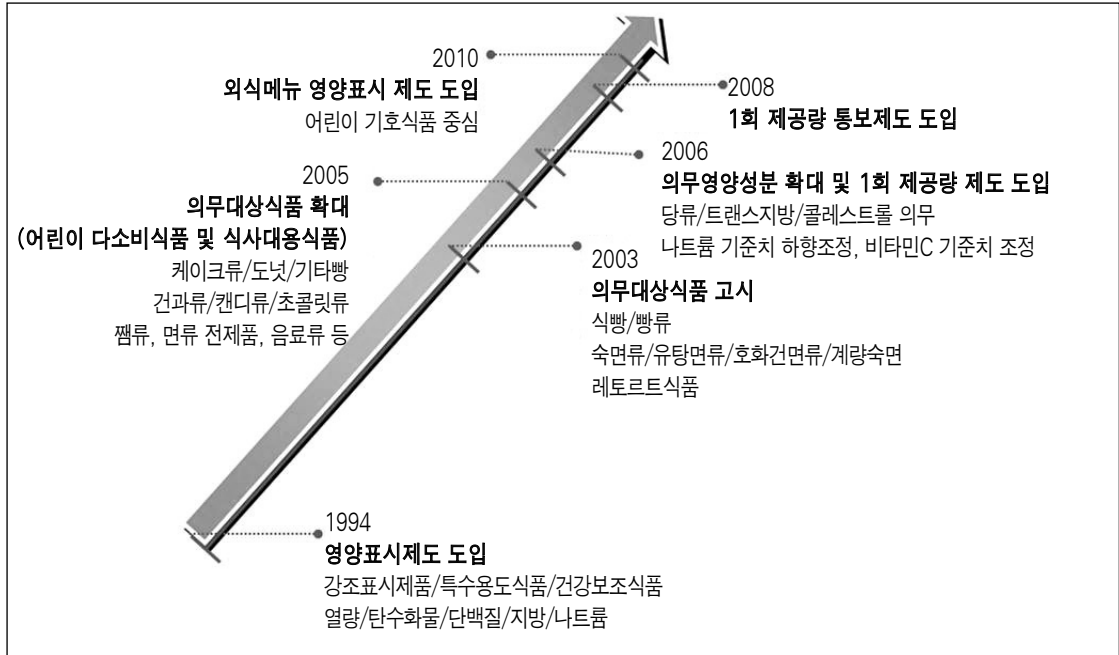 2010
외식메뉴 영양표시 제도 도입
어린이 기호식품 중심
2008
1회 제공량 통보제도 도입
2006
의무영양성분 확대 및 1회 제공량 제도 도입
당류/트랜스지방/콜레스트롤 의무
나트륨 기준치 하향조정, 비타민C 기준치 조정
2005
의무대상식품 확대
(어린이 다소비식품 및 식사대용식품)
케이크류/도넛/기타빵
건과류/캔디류/초콜릿류
쨈류, 면류 전제품, 음료류 등
2003
의무대상식품 고시
식빵/빵류
숙면류/유탕면류/호화건면류/계량숙면
레토르트식품
1994
영양표시제도 도입
강조표시제품/특수용도식품/건강보조식품
열량/탄수화물/단백질/지방/나트륨